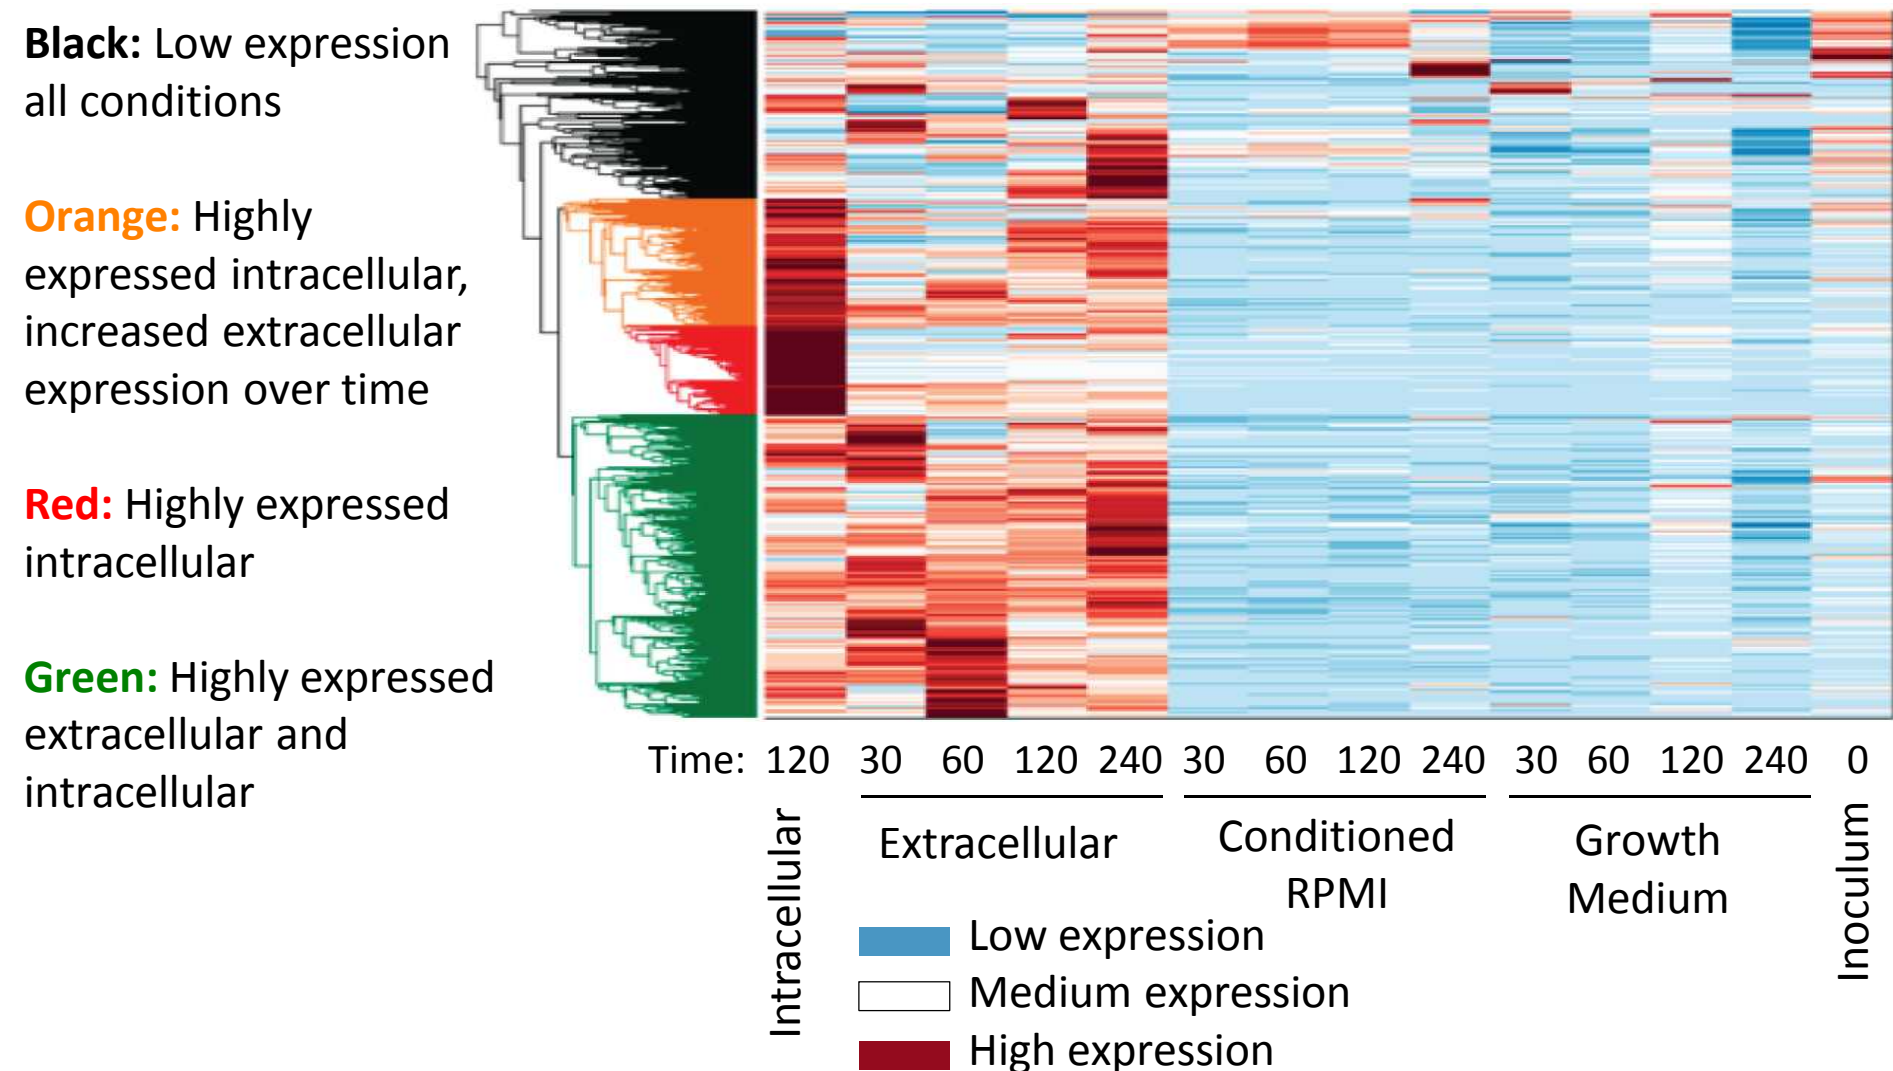 Black: Low expression
all conditions
Orange: Highly
expressed intracellular,
increased extracellular
expression over time
Red: Highly expressed
intracellular
Green: Highly expressed
extracellular and
intracellular
Time: 120 30 60 120 240 30 60 120 240 30 60 120 240 0
Intracellular
Extracellular
Conditioned
RPMI
Growth
Medium
Inoculum
Low expression
Medium expression
High expression